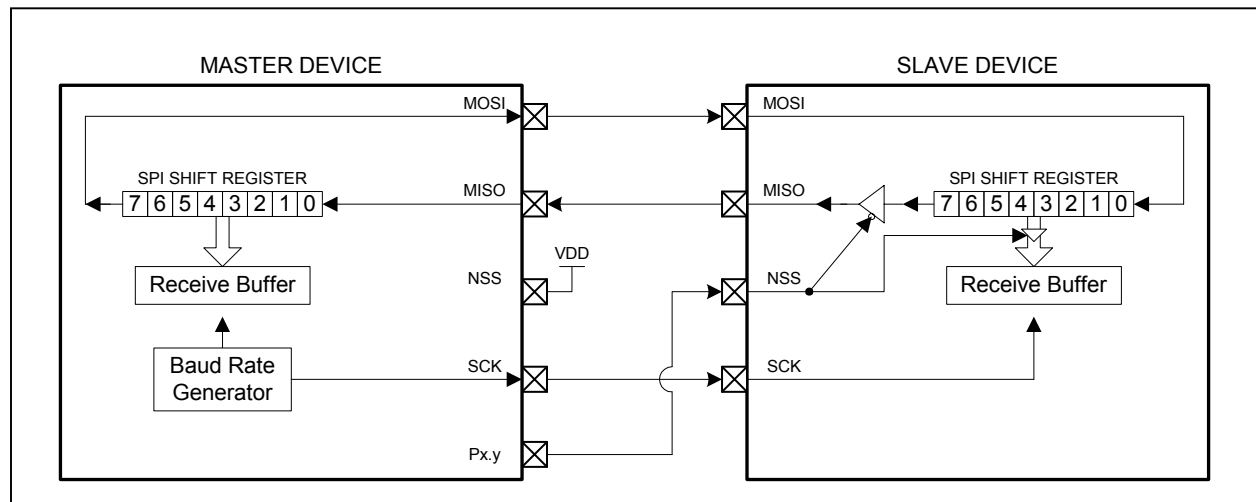 MASTER DEVICE
MOSI
SPI SHIFT REGISTER
7 6 5 4 3 2 1 0
MISO
Receive Buffer
VDD
NSS
Baud Rate
Generator
SCK
Px.y
SLAVE DEVICE
MOSI
MISO
SPI SHIFT REGISTER
7 6 5 4 3 2 1 0
NSS
Receive Buffer
SCK